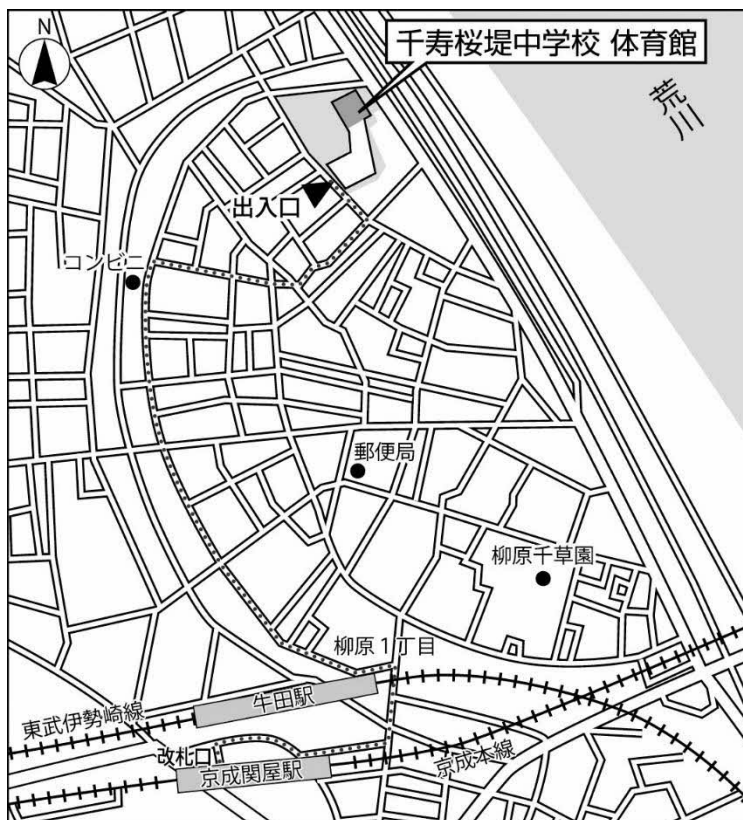 N
千寿桜堤中学校 体育館
荒川
出入口
コンビニ
郵便局
柳原千草園
柳原1丁目
牛田駅
東武伊勢崎線
改札口
京成関屋駅
京成本線